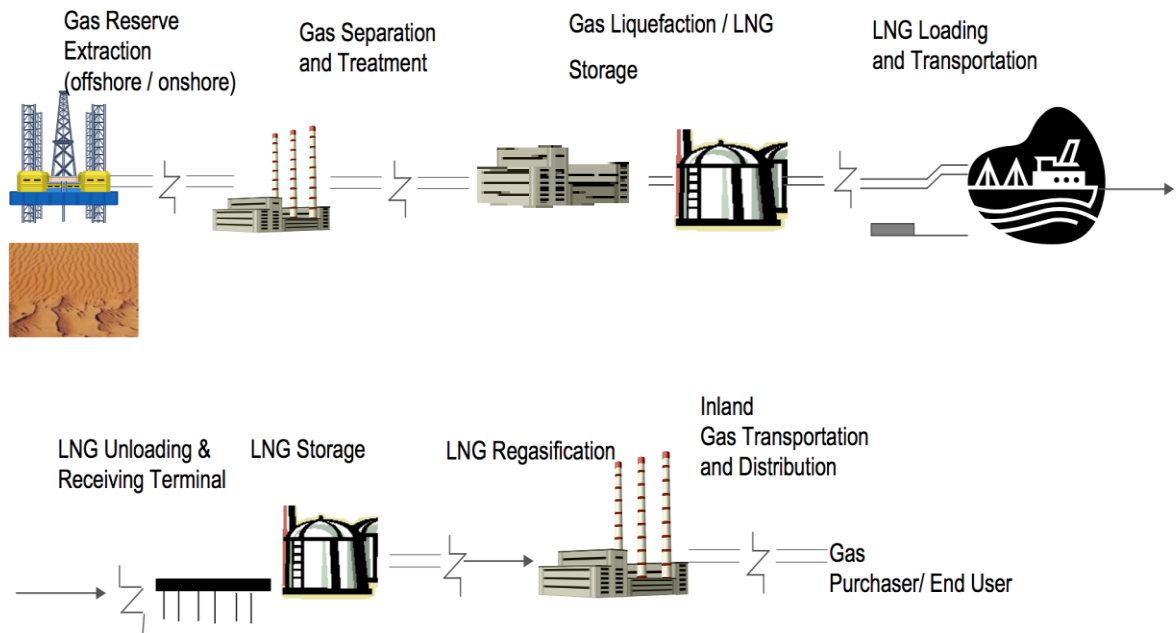 Gas Reserve
Extraction
(offshore / onshore)
Gas Separation
and Treatment
Gas Liquefaction / LNG
Storage
LNG Loading
and Transportation
LNG Unloading &
Receiving Terminal
LNG Storage
LNG Regasification
Inland
Gas Transportation
and Distribution
Gas
Purchaser/ End User